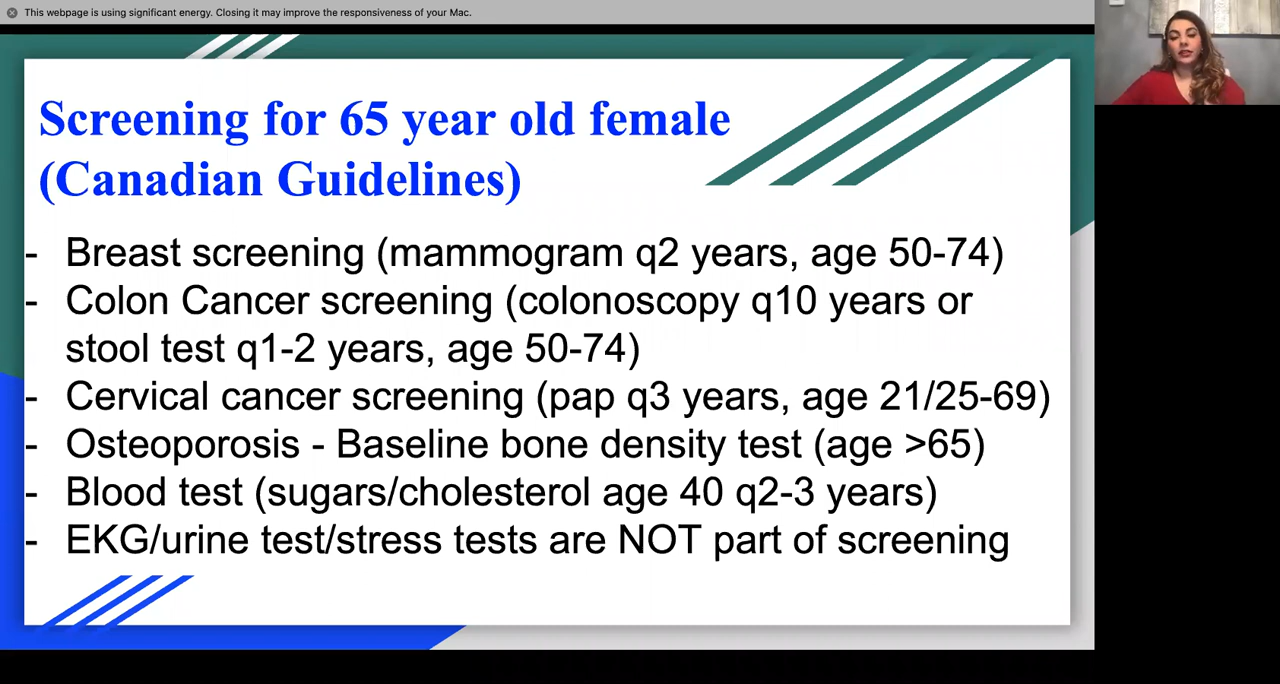 This webpage is using significant energy. Closing it may improve the responsiveness of your Mac.
Screening for 65 year old female
(Canadian Guidelines)
- Breast screening (mammogram q2 years, age 50-74)
- Colon Cancer screening (colonoscopy q10 years or
stool test q1-2 years, age 50-74)
- Cervical cancer screening (pap q3 years, age 21/25-69)
- Osteoporosis - Baseline bone density test (age >65)
- Blood test (sugars/cholesterol age 40 q2-3 years)
- EKG/urine test/stress tests are NOT part of screening